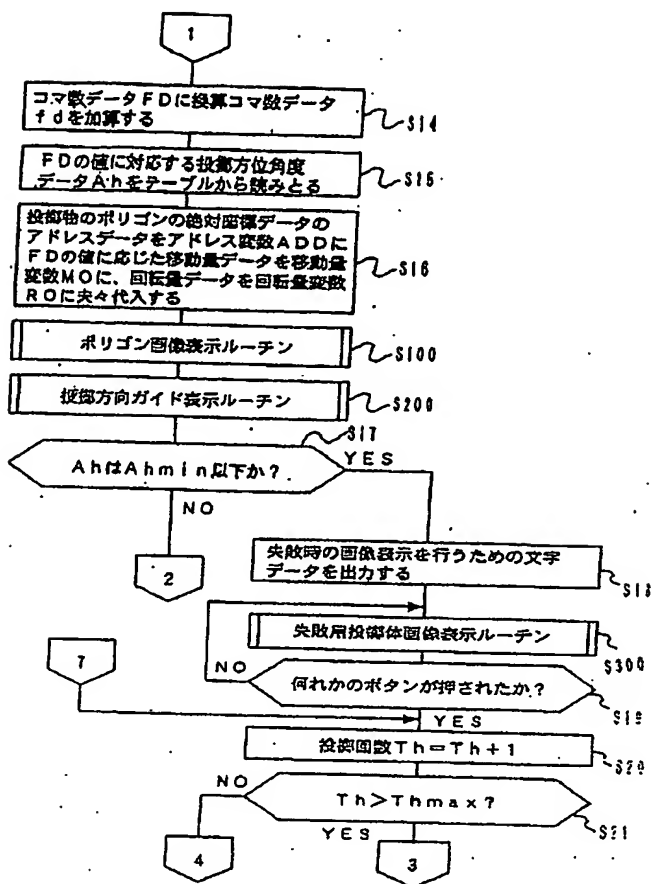 1
コマ数データFDに換算コマ数データ
fdを加算する
S14
FDの値に対応する投擲方位角度
データAhをテーブルから読みとる
S15
投擲物のポリゴンの絶対座標データの
アドレスデータをアドレス変数ADDに
FDの値に応じた移動量データを移動量
変数MOに、回転量データを回転量変数
ROに夫々代入する
S16
ポリゴン画像表示ルーチン
S100
投擲方向ガイド表示ルーチン
S200
S17
AhはAhmin以下か?
YES
NO
2
失敗時の画像表示を行うための文字
データを出力する
S18
失敗用投擲体画像表示ルーチン
S300
7
NO
何れかのボタンが押されたか?
S19
YES
投擲回数Th=Th+1
S20
NO
Th>Thmax?
S21
YES
4
3